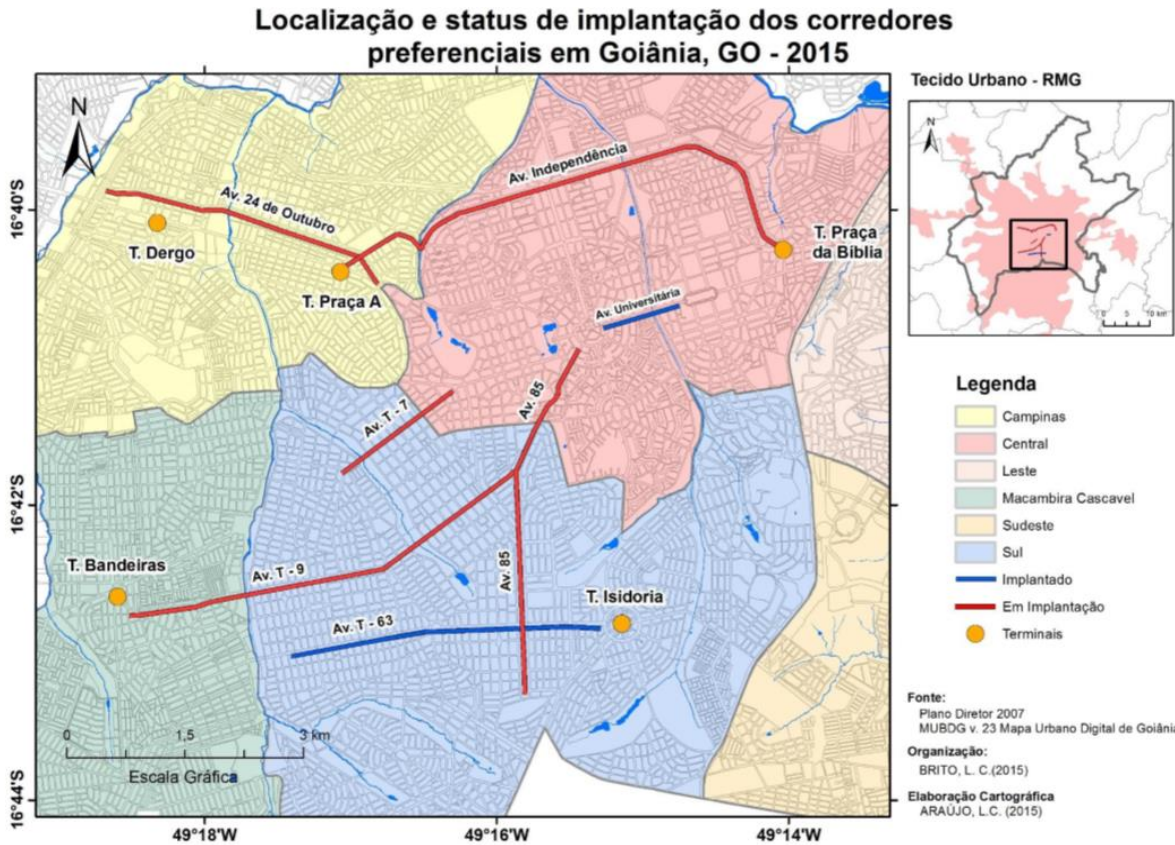 Localização e status de implantação dos corredores
preferenciais em Goiânia, GO - 2015
N
16°40'S
16°42'S
16°44'S
49°18'W
49°16'W
49°14'W
Av. Independência
Av. 24 de Outubro
T. Dergo
T. Praça A
T. Praça
da Bíblia
Av. Universitária
Av. 85
Av. T - 7
Av. 85
T. Bandeiras
Av. T - 9
T. Isidoria
Av. T - 63
0 1,5 3 km
Escala Gráfica
Tecido Urbano - RMG
N
0 5 10 km
Legenda
Campinas
Central
Leste
Macambira Cascavel
Sudeste
Sul
Implantado
Em Implantação
Terminais
Fonte:
Plano Diretor 2007
MUBDG v. 23 Mapa Urbano Digital de Goiânia
Organização:
BRITO, L. C.(2015)
Elaboração Cartográfica
ARAÚJO, L.C. (2015)